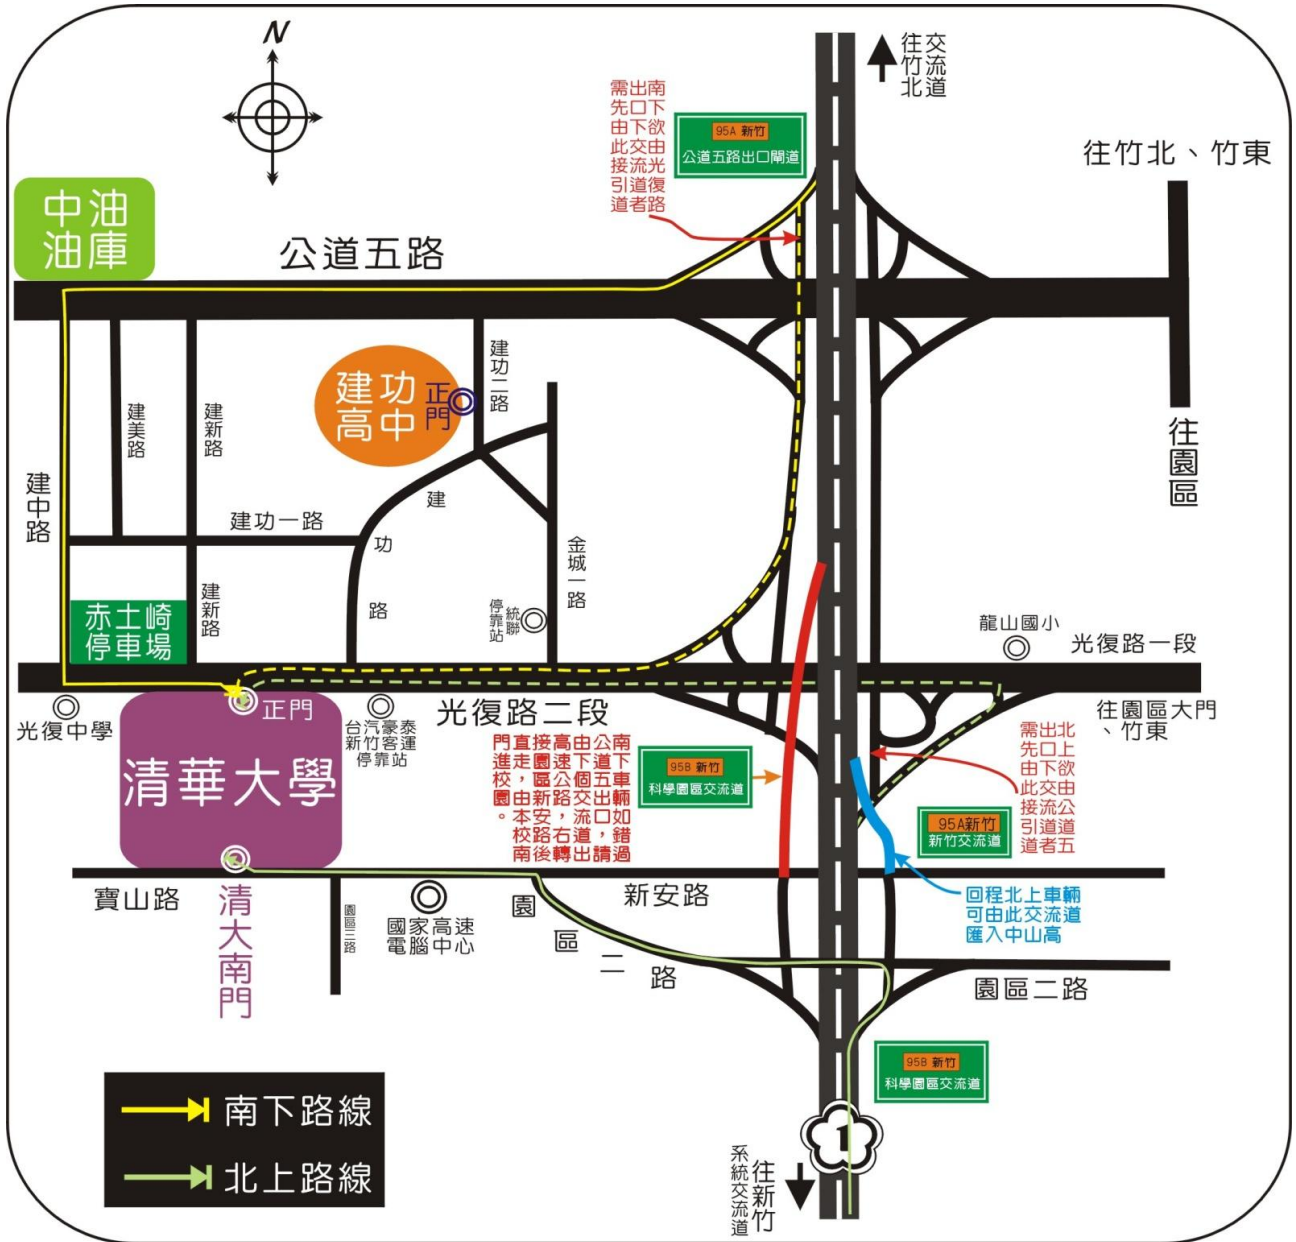 N
往竹北
交流道
南下欲由光復路
出口下交流道者
需先由此接引道
95A 新竹
公道五路出口閘道
往竹北、竹東
中油
油庫
公道五路
建功
高中
正門
建功二路
建美路
建新路
往園區
建中路
建功一路
建功路
金城一路
赤土崎
停車場
建新路
統聯
停靠站
龍山國小
光復路一段
光復中學
正門
台汽豪泰
新竹客運
停靠站
光復路二段
往園區大門
、竹東
清華大學
南下車輛如錯過
公道五出口,請
由下個交流道出
高速公路,右轉
接園區新安路後
直走,由本校南
門進校園。
95B 新竹
科學園區交流道
北上欲由公道五
出口下交流道者
需先由此接引道
95A新竹
新竹交流道
寶山路
清大南門
園區三路
國家高速
電腦中心
園區二路
新安路
回程北上車輛
可由此交流道
匯入中山高
園區二路
95B 新竹
科學園區交流道
南下路線
北上路線
1
往新竹
系統交流道